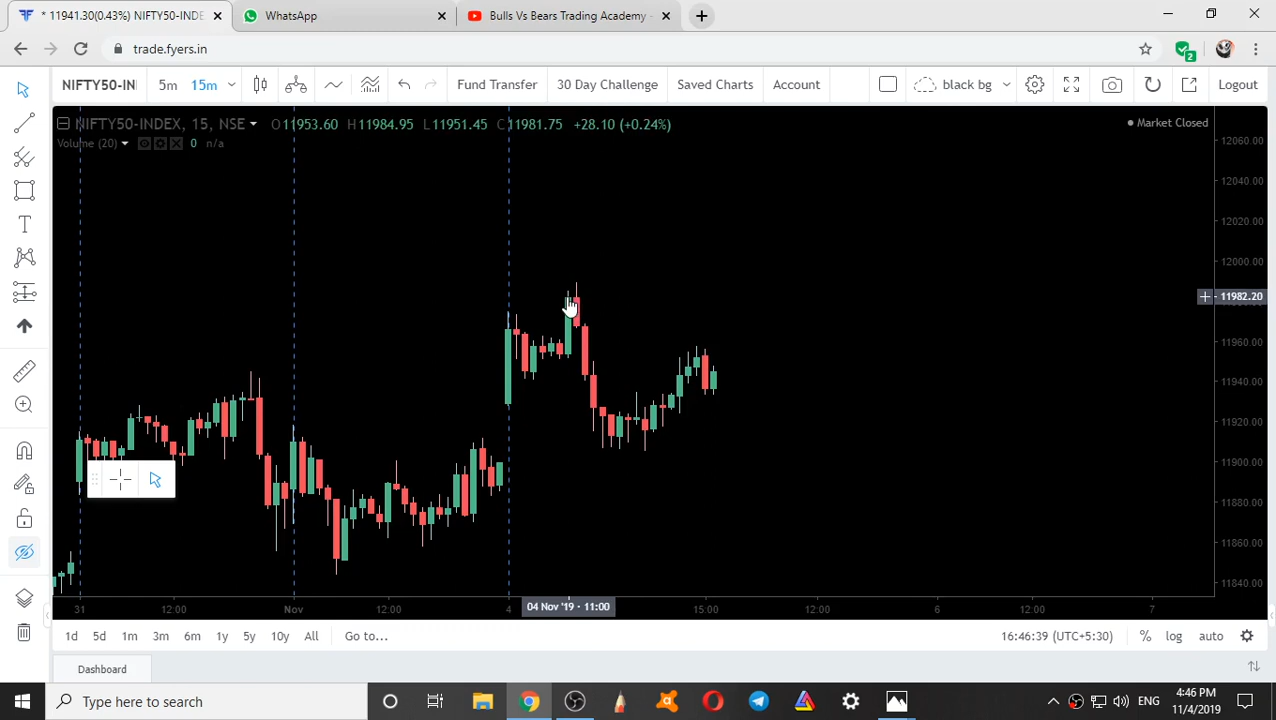 * 11941.30(0.43%) NIFTY50-INDE
WhatsApp
Bulls Vs Bears Trading Academy -
trade.fyers.in
2
NIFTY50-IN
5m
15m
Fund Transfer
30 Day Challenge
Saved Charts
Account
black bg
Logout
NIFTY50-INDEX, 15, NSE
O11953.60 H11984.95 L11951.45 C11981.75 +28.10 (+0.24%)
Market Closed
Volume (20)
0 n/a
12060.00
12040.00
12020.00
12000.00
11982.20
11960.00
11940.00
11920.00
11900.00
11880.00
11860.00
11840.00
31
12:00
Nov
12:00
4
04 Nov '19 - 11:00
15:00
12:00
6
12:00
7
1d 5d 1m 3m 6m 1y 5y 10y All Go to...
16:46:39 (UTC+5:30)
% log auto
Dashboard
Type here to search
ENG
4:46 PM
11/4/2019